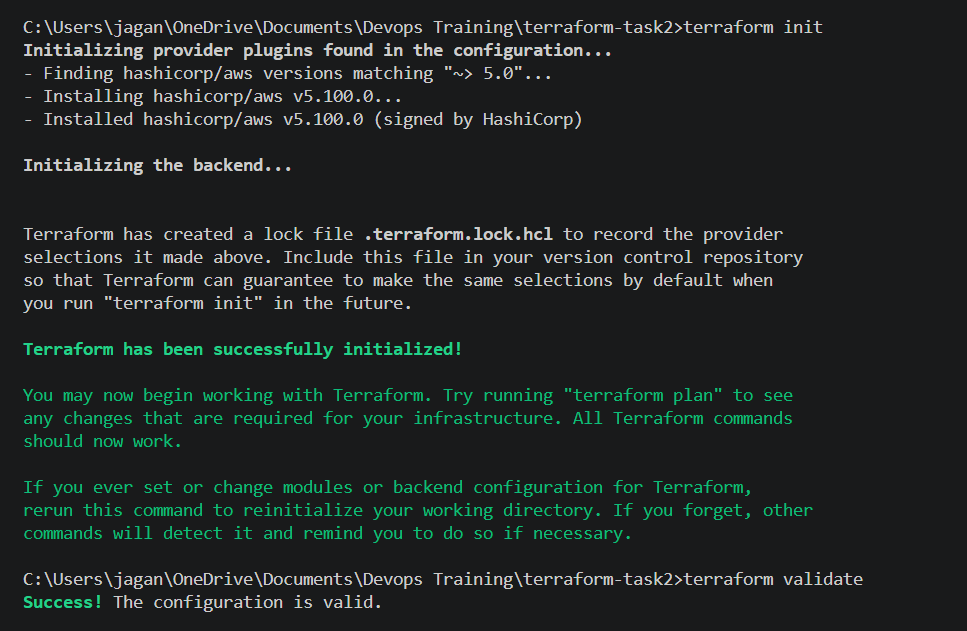 C:\Users\jagan\OneDrive\Documents\Devops Training\terraform-task2>terraform init
Initializing provider plugins found in the configuration...
- Finding hashicorp/aws versions matching "~> 5.0"...
- Installing hashicorp/aws v5.100.0...
- Installed hashicorp/aws v5.100.0 (signed by HashiCorp)
Initializing the backend...
Terraform has created a lock file .terraform.lock.hcl to record the provider
selections it made above. Include this file in your version control repository
so that Terraform can guarantee to make the same selections by default when
you run "terraform init" in the future.
Terraform has been successfully initialized!
You may now begin working with Terraform. Try running "terraform plan" to see
any changes that are required for your infrastructure. All Terraform commands
should now work.
If you ever set or change modules or backend configuration for Terraform,
rerun this command to reinitialize your working directory. If you forget, other
commands will detect it and remind you to do so if necessary.
C:\Users\jagan\OneDrive\Documents\Devops Training\terraform-task2>terraform validate
Success! The configuration is valid.